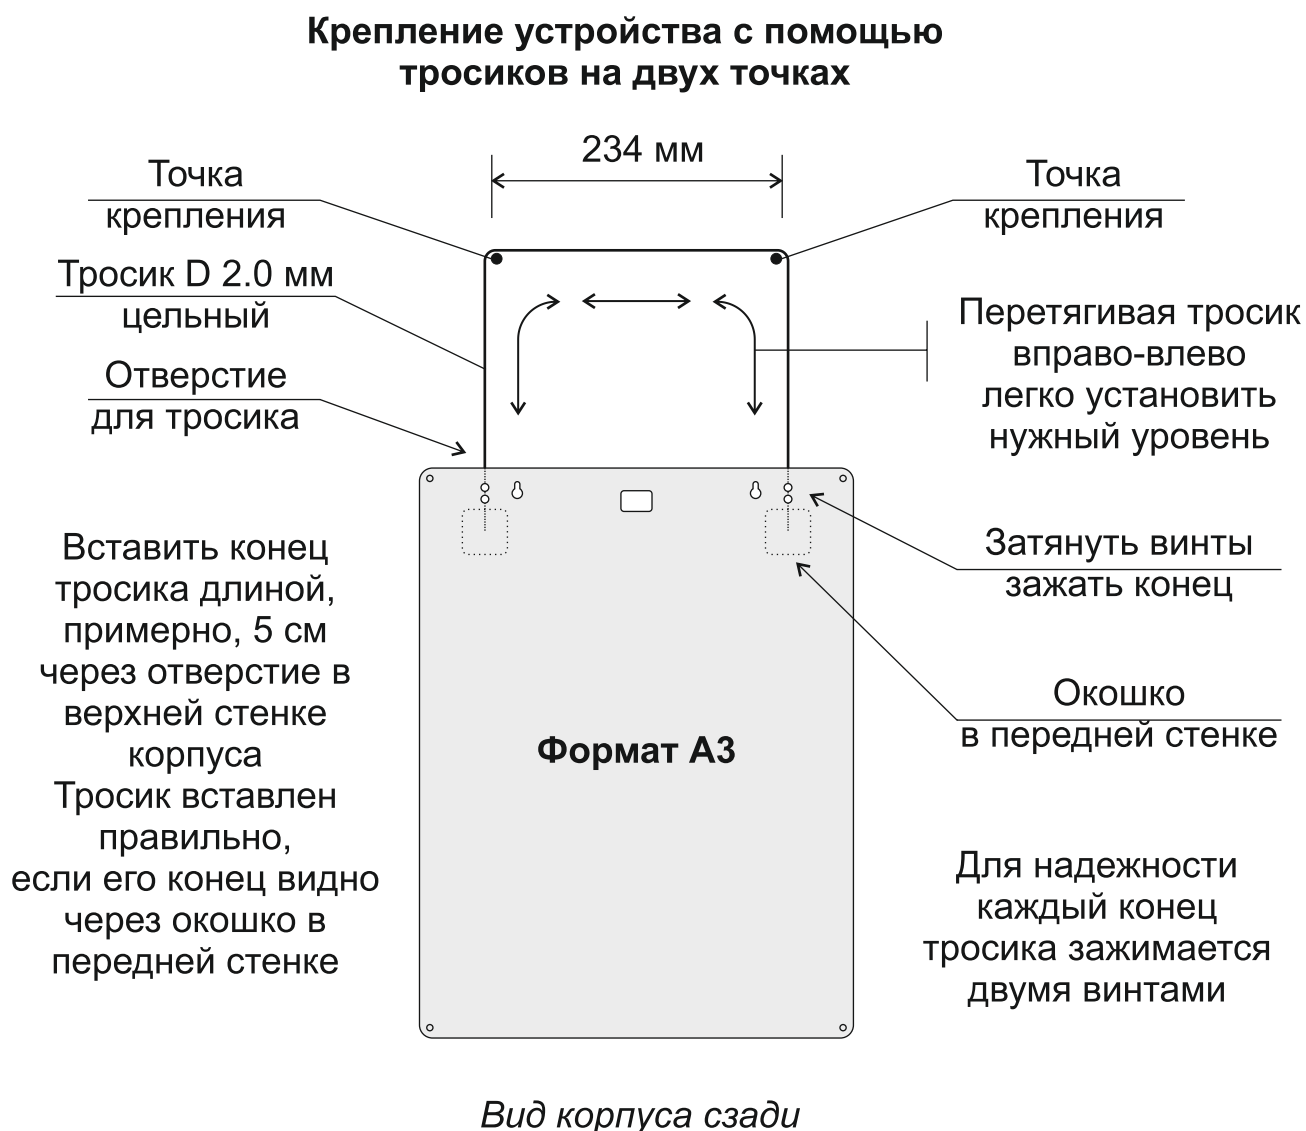 Крепление устройства с помощью
тросиков на двух точках
234 мм
Точка
крепления
Точка
крепления
Тросик D 2.0 мм
цельный
Перетягивая тросик
вправо-влево
легко установить
нужный уровень
Отверстие
для тросика
Затянуть винты
зажать конец
Вставить конец
тросика длиной,
примерно, 5 см
через отверстие в
верхней стенке
корпуса
Тросик вставлен
правильно,
если его конец видно
через окошко в
передней стенке
Окошко
в передней стенке
Формат А3
Для надежности
каждый конец
тросика зажимается
двумя винтами
Вид корпуса сзади